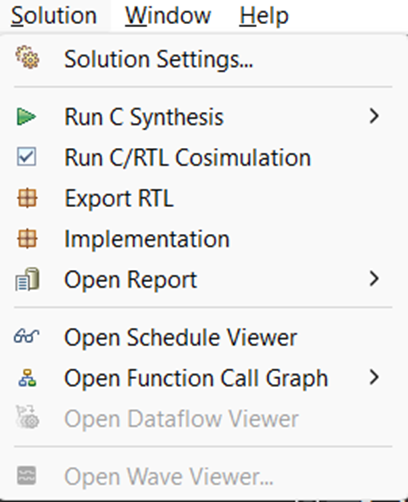 Solution Window Help
Solution Settings...
Run C Synthesis
Run C/RTL Cosimulation
Export RTL
Implementation
Open Report
Open Schedule Viewer
Open Function Call Graph
Open Dataflow Viewer
Open Wave Viewer...